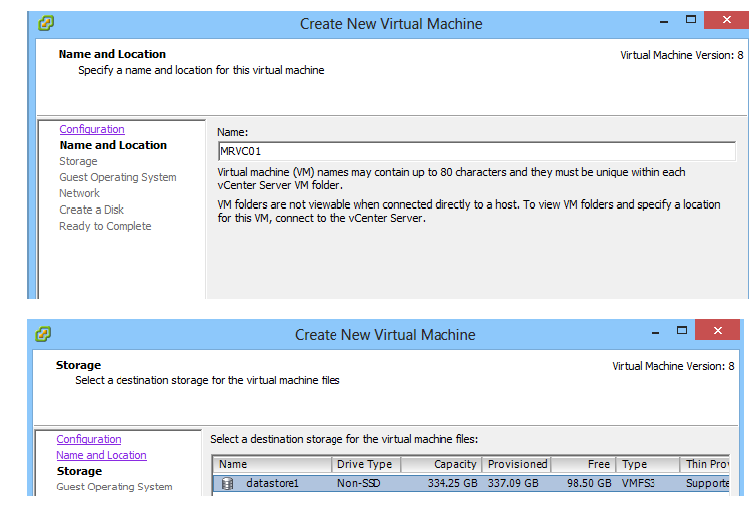 Create New Virtual Machine
Name and Location
Specify a name and location for this virtual machine
Virtual Machine Version: 8
Configuration
Name and Location
Storage
Guest Operating System
Network
Create a Disk
Ready to Complete
Name:
MRVC01
Virtual machine (VM) names may contain up to 80 characters and they must be unique within each
vCenter Server VM folder.
VM folders are not viewable when connected directly to a host. To view VM folders and specify a location
for this VM, connect to the vCenter Server.
Create New Virtual Machine
Storage
Select a destination storage for the virtual machine files
Virtual Machine Version: 8
Configuration
Name and Location
Storage
Guest Operating System
Select a destination storage for the virtual machine files:
Name Drive Type Capacity Provisioned Free Type Thin Prov
datastore1 Non-SSD 334.25 GB 337.09 GB 98.50 GB VMFS3 Supporte